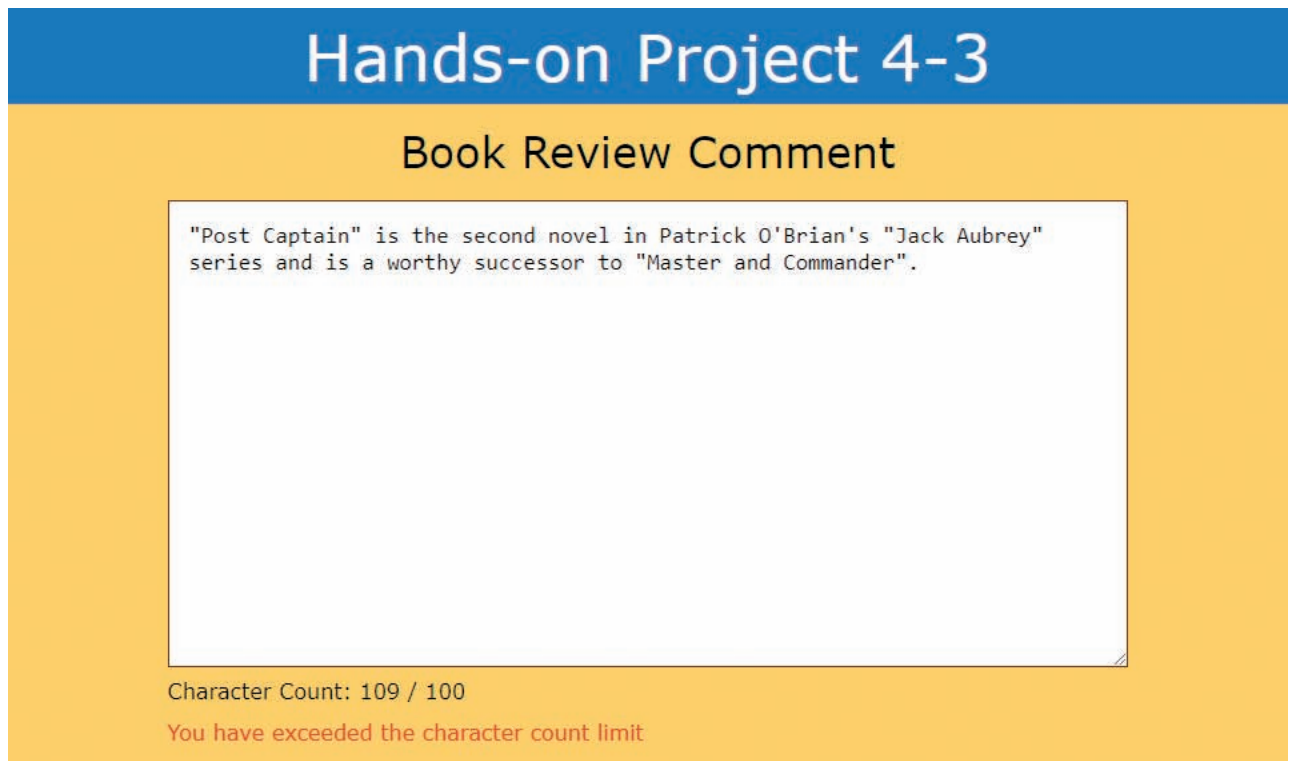 Hands-on Project 4-3
Book Review Comment
"Post Captain" is the second novel in Patrick O'Brian's "Jack Aubrey"
series and is a worthy successor to "Master and Commander".
Character Count: 109 / 100
You have exceeded the character count limit